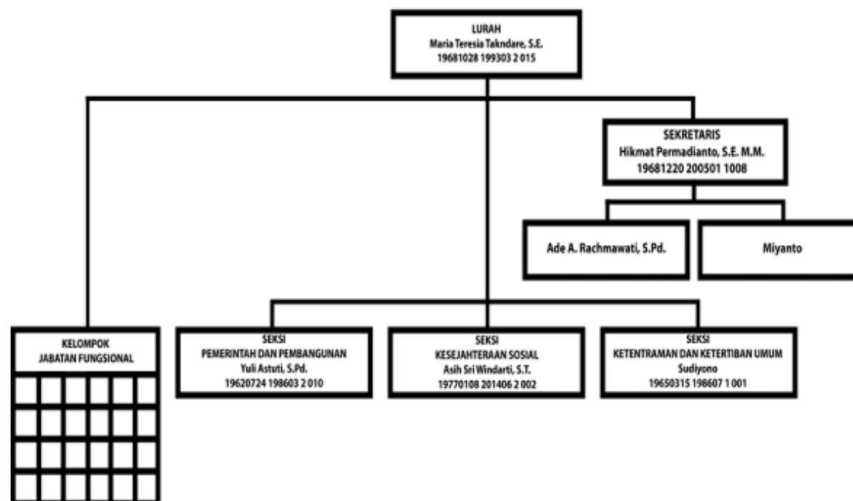 LURAH
Maria Teresia Takndare, S.E.
19681028 199303 2 015
SEKRETARIS
Hikmat Permadianto, S.E. M.M.
19681220 200501 1008
Ade A. Rachmawati, S.Pd.
Miyanto
KELOMPOK
JABATAN FUNGSIONAL
SEKSI
PEMERINTAH DAN PEMBANGUNAN
Yuli Astuti, S.Pd.
19620724 198603 2 010
SEKSI
KESEJAHTERAAN SOSIAL
Asih Sri Windarti, S.T.
19770108 201406 2 002
SEKSI
KETENTRAMAN DAN KETERTIBAN UMUM
Sudiyono
19650315 198607 1 001